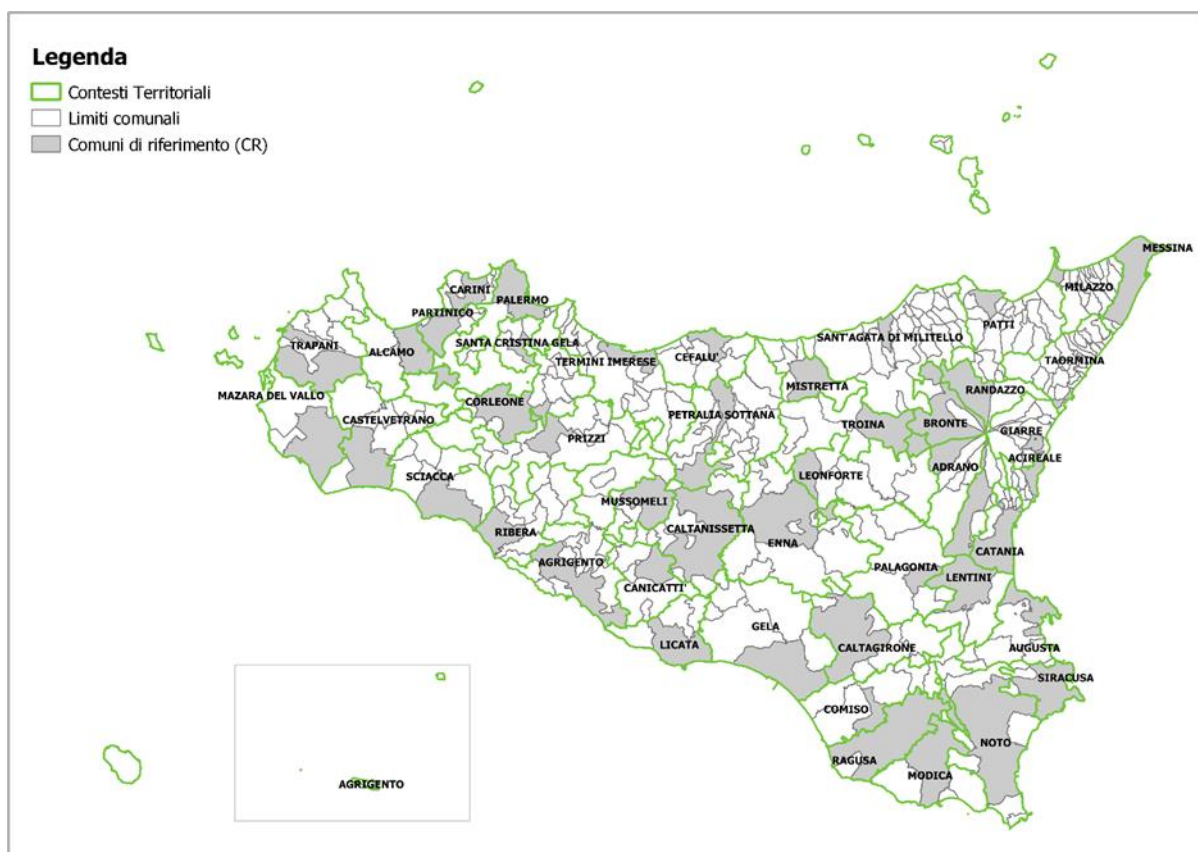 Legenda
Contesti Territoriali
Limiti comunali
Comuni di riferimento (CR)
MESSINA
MILAZZO
CARINI
PALERMO
PARTINICO
PATTI
SANT'AGATA DI MILITELLO
TRAPANI
ALCAMO
SANTA CRISTINA GELA
TERMINI IMERESE
CEFALU'
TAORMINA
MISTRETTA
RANDAZZO
MAZARA DEL VALLO
CORLEONE
CASTELVETRANO
PETRALIA SOTTANA
TROINA
BRONTE
GIARRE
PRIZZI
ACIREALE
ADRANO
SCIACCA
LEONFORTE
MUSSOMELI
CALTANISSETTA
RIBERA
ENNA
CATANIA
AGRIGENTO
PALAGONIA
LENTINI
CANICATTI'
GELA
LICATA
CALTAGIRONE
AUGUSTA
SIRACUSA
COMISO
NOTO
RAGUSA
MODICA
AGRIGENTO